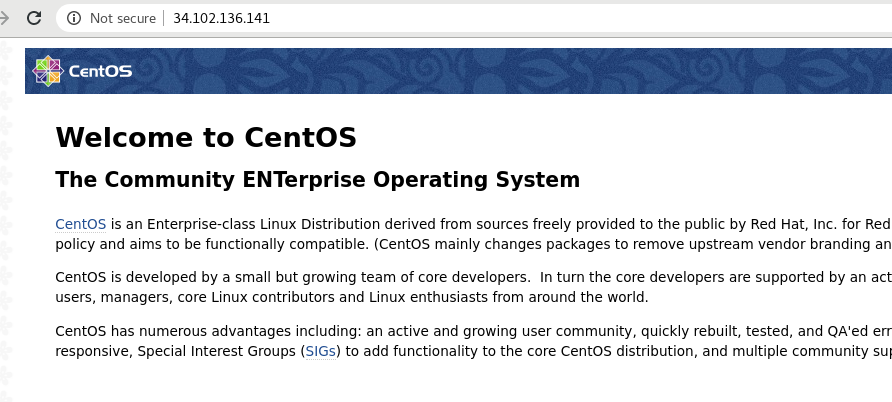 Not secure 34.102.136.141
CentOS
Welcome to CentOS
The Community ENTerprise Operating System
CentOS is an Enterprise-class Linux Distribution derived from sources freely provided to the public by Red Hat, Inc. for Red
policy and aims to be functionally compatible. (CentOS mainly changes packages to remove upstream vendor branding an
CentOS is developed by a small but growing team of core developers.  In turn the core developers are supported by an act
users, managers, core Linux contributors and Linux enthusiasts from around the world.
CentOS has numerous advantages including: an active and growing user community, quickly rebuilt, tested, and QA'ed err
responsive, Special Interest Groups (SIGs) to add functionality to the core CentOS distribution, and multiple community sup